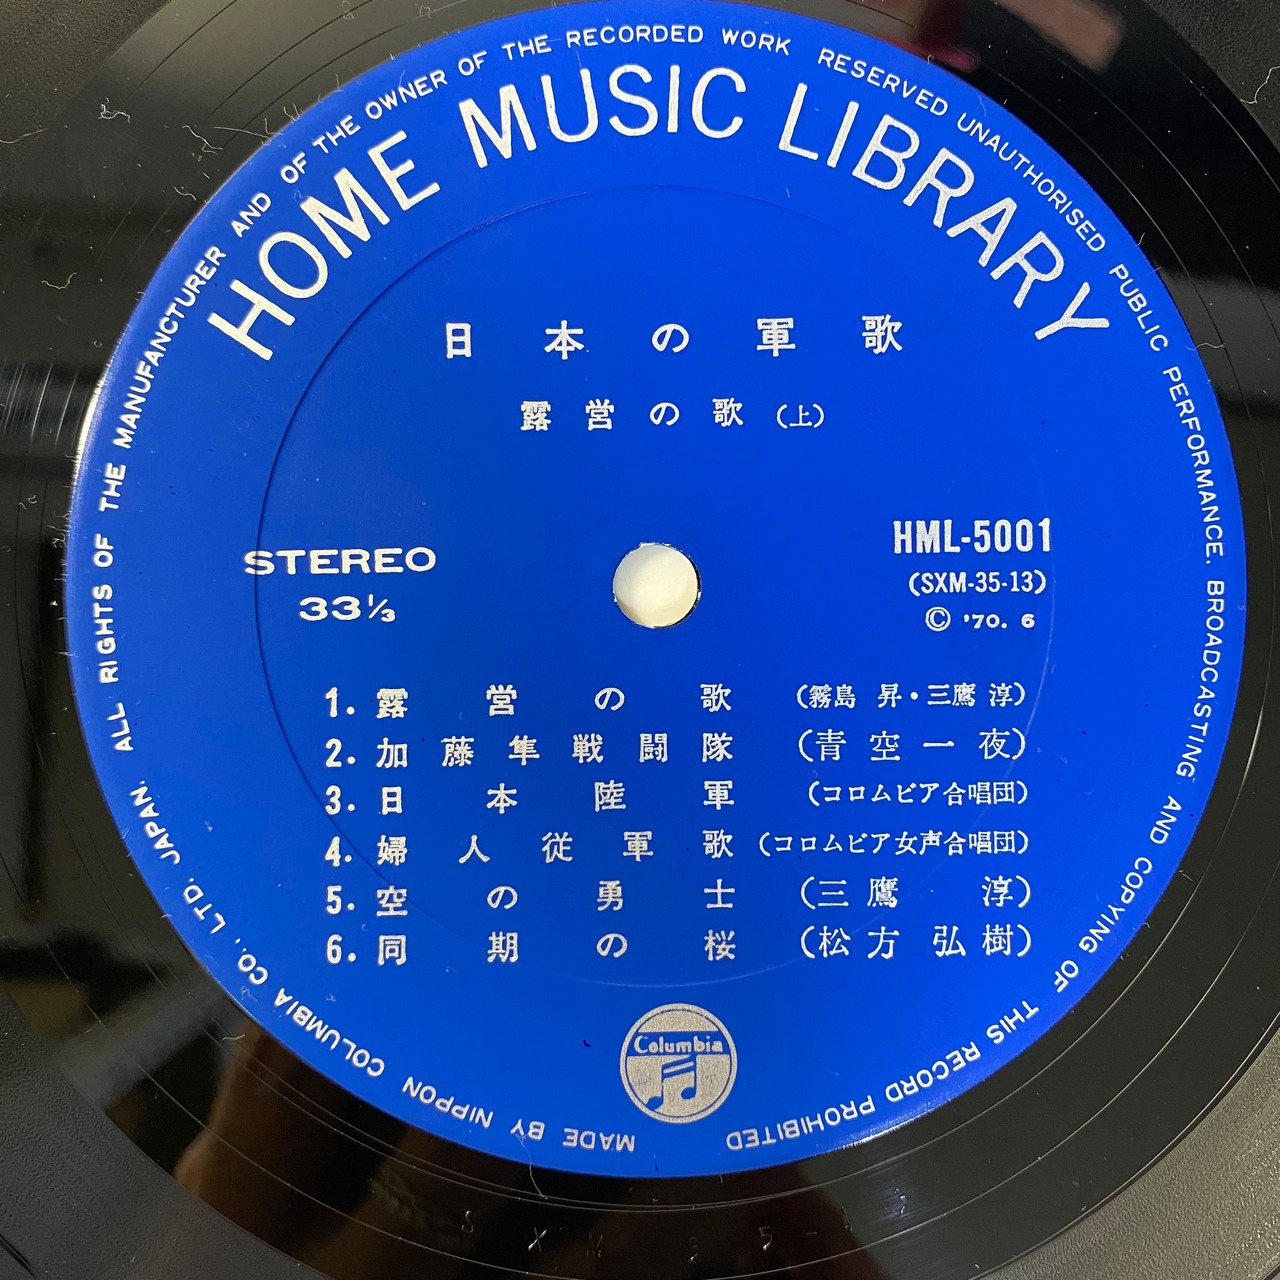 MADE BY NIPPON COLUMBIA CO., LTD. JAPAN. ALL RIGHTS OF THE MANUFANCTURER AND OF THE OWNER OF THE RECORDED WORK RESERVED UNAUTHORISED PUBLIC PERFORMANCE, BROADCASTING AND COPYING OF THIS RECORD PROHIBITED
HOME MUSIC LIBRARY
日本の軍歌
露営の歌(上)
STEREO
33⅓
HML-5001
(SXM-35-13)
© '70. 6
1. 露営の歌 (霧島 昇・三鷹 淳)
2. 加藤隼戦闘隊 (青空一夜)
3. 日本陸軍 (コロムビア合唱団)
4. 婦人従軍歌 (コロムビア女声合唱団)
5. 空の勇士 (三鷹 淳)
6. 同期の桜 (松方 弘樹)
Columbia